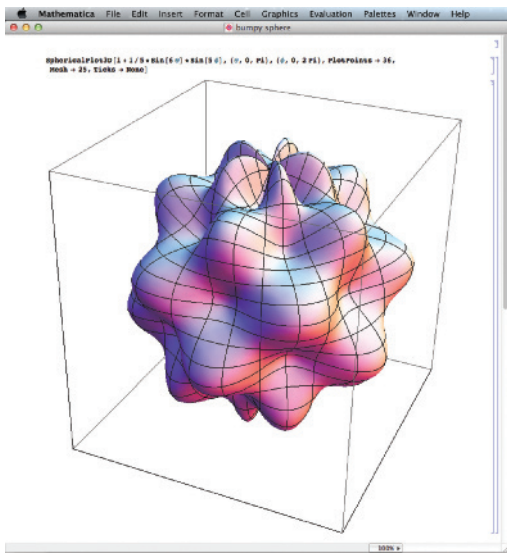 Mathematica File Edit Insert Format Cell Graphics Evaluation Palettes Window Help
bumpy sphere
SphericalPlot3D[1 + 1/5 * Sin[6 θ] * Sin[5 ϕ], {θ, 0, Pi}, {ϕ, 0, 2 Pi}, PlotPoints → 36,
Mesh → 25, Ticks → None]
100%